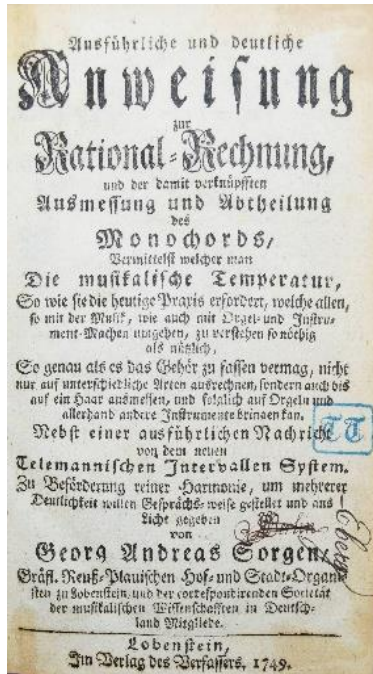 Ausführliche und deutliche
Anweisung
zur
Rational-Rechnung,
und der damit verknüpfften
Ausmessung und Abtheilung
des
Monochords,
Vermittelst welcher man
Die musikalische Temperatur,
So wie sie die heutige Praxis erfordert, welche allen,
so mit der Musik, wie auch mit Orgel- und Instru-
ment-Machen umgehen, zu verstehen so nöthig
als nützlich,
So genau als es das Gehör zu fassen vermag, nicht
nur auf unterschiedliche Arten ausrechnen, sondern auch bis
auf ein Haar ausmessen, und folglich auf Orgeln und
allerhand andere Instrumente bringen kan.
Nebst einer ausführlichen Nachricht
von dem neuen
Telemannischen Intervallen System.
Zu Beförderung reiner Harmonie, um mehrerer
Deutlichkeit willen Gesprächs-weise gestellet und ans
Licht gegeben
von
Georg Andreas Sorgen,
Gräfl. Reuß-Plauischen Hof- und Stadt-Organi-
sten zu Lobenstein, und der correspondirenden Societät
der musikalischen Wissenschafften in Deutsch-
land Mitgliede.
Lobenstein,
Im Verlag des Verfassers, 1749.